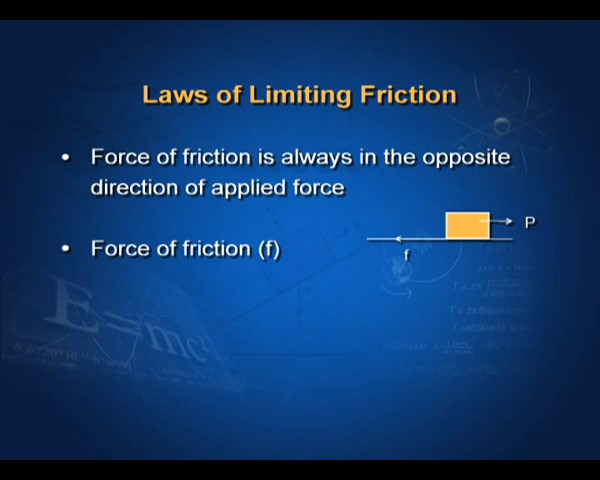 Laws of Limiting Friction
• Force of friction is always in the opposite
direction of applied force
P
• Force of friction (f)
f
E=mc²